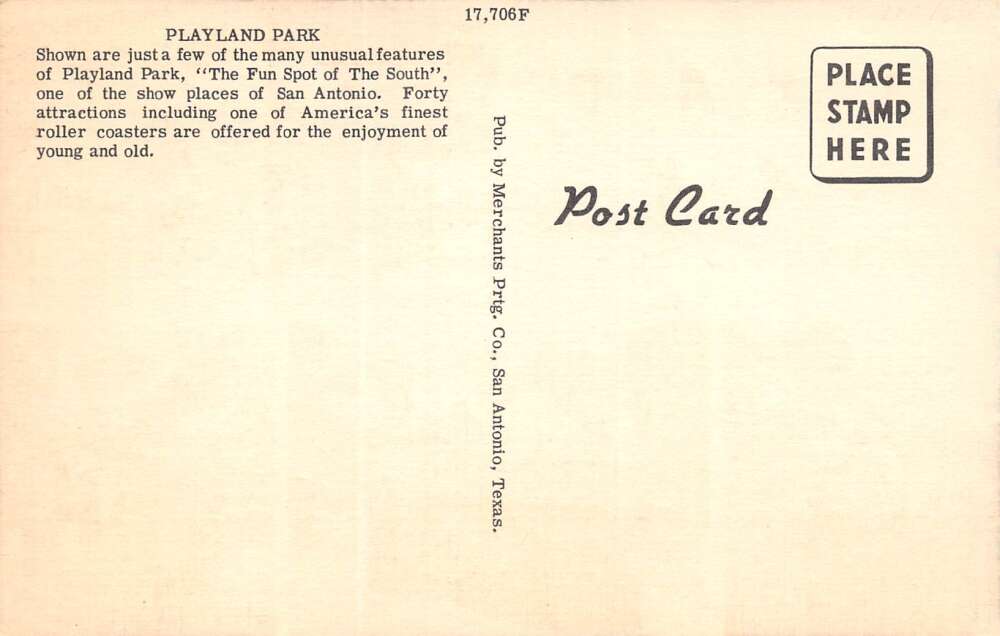 17,706F
PLAYLAND PARK
Shown are just a few of the many unusual features
of Playland Park, "The Fun Spot of The South",
one of the show places of San Antonio. Forty
attractions including one of America's finest
roller coasters are offered for the enjoyment of
young and old.
Pub. by Merchants Prtg. Co., San Antonio, Texas.
Post Card
PLACE
STAMP
HERE